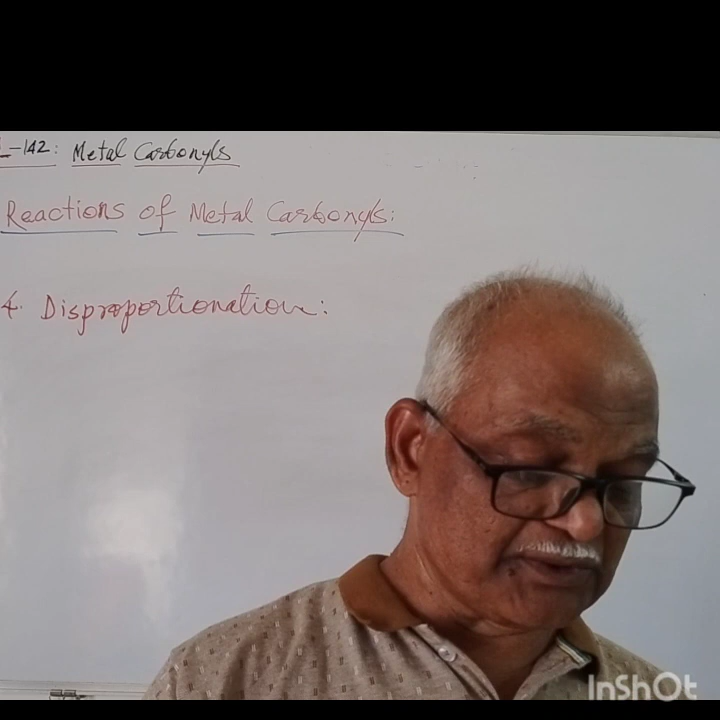 L-142: Metal Carbonyls
Reactions of Metal Carbonyls:
4. Disproportionation:
InShOt